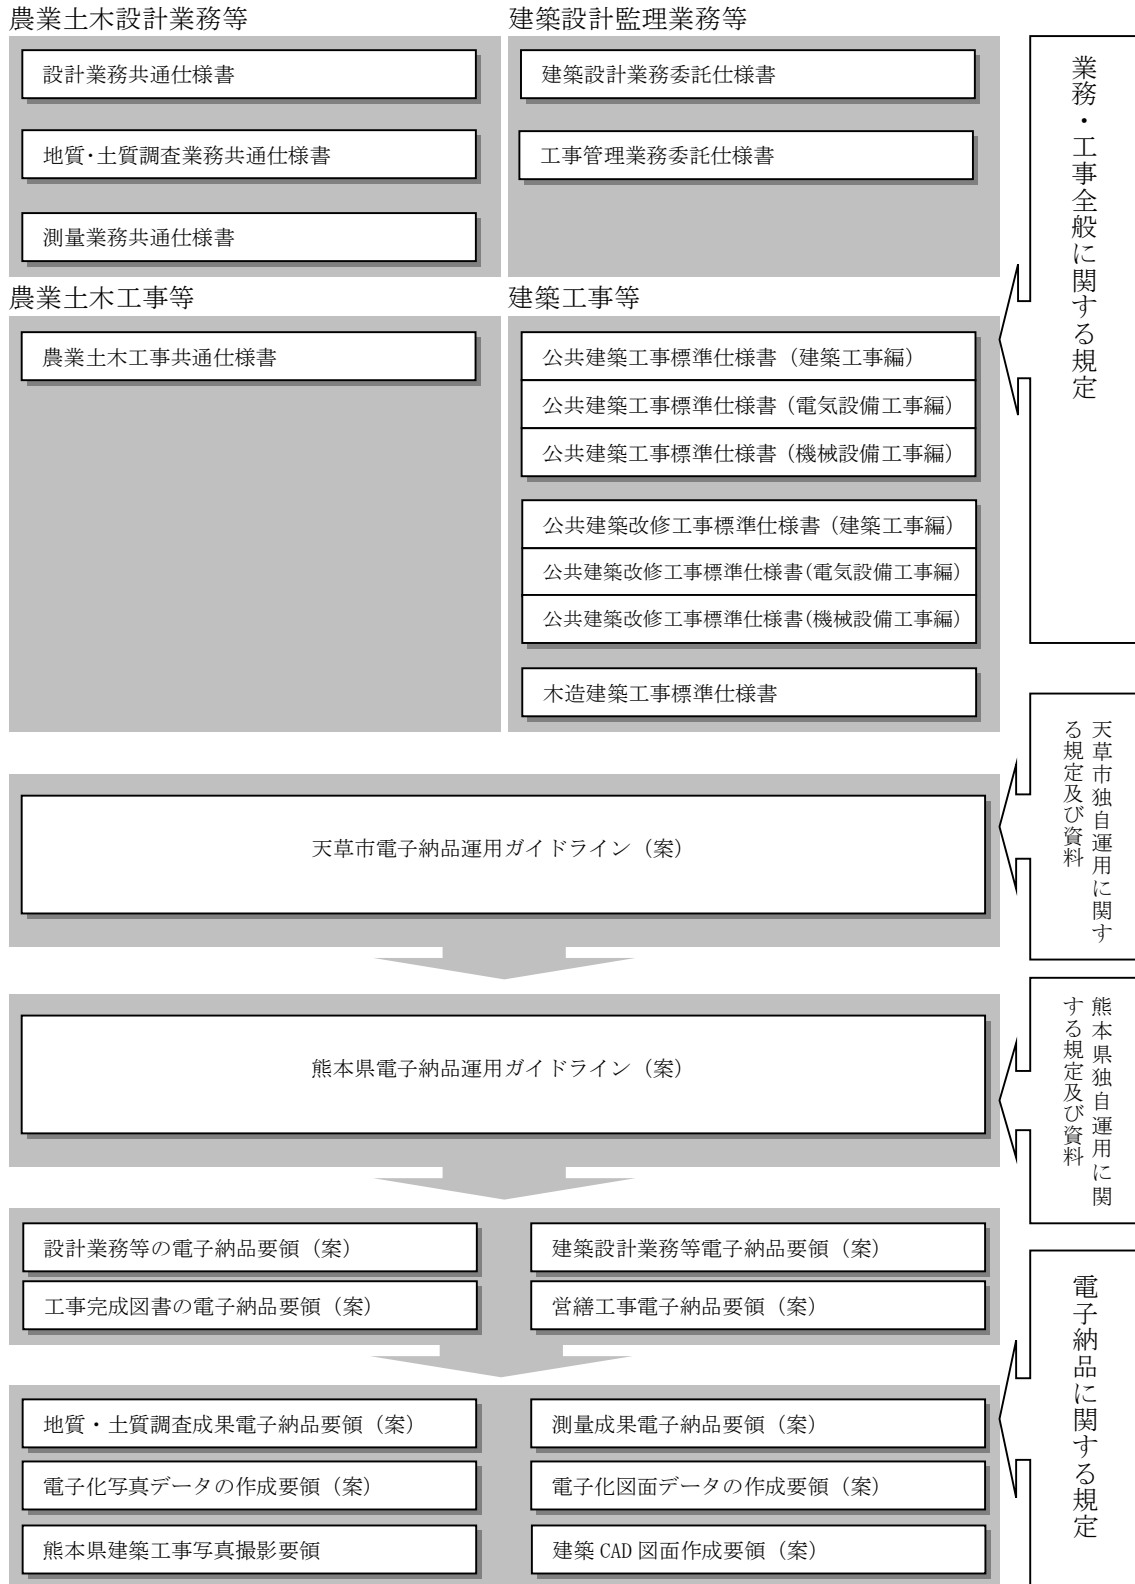 農業土木設計業務等
設計業務共通仕様書
地質･土質調査業務共通仕様書
測量業務共通仕様書
建築設計監理業務等
建築設計業務委託仕様書
工事管理業務委託仕様書
農業土木工事等
農業土木工事共通仕様書
建築工事等
公共建築工事標準仕様書（建築工事編）
公共建築工事標準仕様書（電気設備工事編）
公共建築工事標準仕様書（機械設備工事編）
公共建築改修工事標準仕様書（建築工事編）
公共建築改修工事標準仕様書(電気設備工事編)
公共建築改修工事標準仕様書(機械設備工事編)
木造建築工事標準仕様書
業務・工事全般に関する規定
天草市電子納品運用ガイドライン（案）
天草市独自運用に関す
る規定及び資料
熊本県電子納品運用ガイドライン（案）
熊本県独自運用に関
する規定及び資料
設計業務等の電子納品要領（案）
建築設計業務等電子納品要領（案）
工事完成図書の電子納品要領（案）
営繕工事電子納品要領（案）
地質・土質調査成果電子納品要領（案）
測量成果電子納品要領（案）
電子化写真データの作成要領（案）
電子化図面データの作成要領（案）
熊本県建築工事写真撮影要領
建築 CAD 図面作成要領（案）
電子納品に関する規定